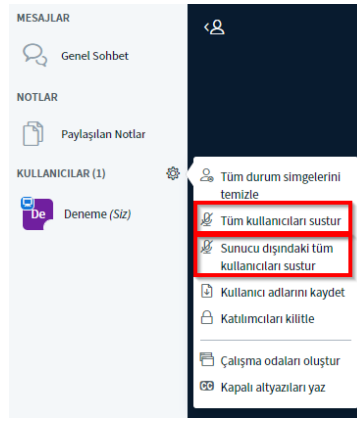 MESAJLAR
Genel Sohbet
NOTLAR
Paylaşılan Notlar
KULLANICILAR (1)
De
Deneme (Siz)
Tüm durum simgelerini
temizle
Tüm kullanıcıları sustur
Sunucu dışındaki tüm
kullanıcıları sustur
Kullanıcı adlarını kaydet
Katılımcıları kilitle
Çalışma odaları oluştur
CC Kapalı altyazıları yaz